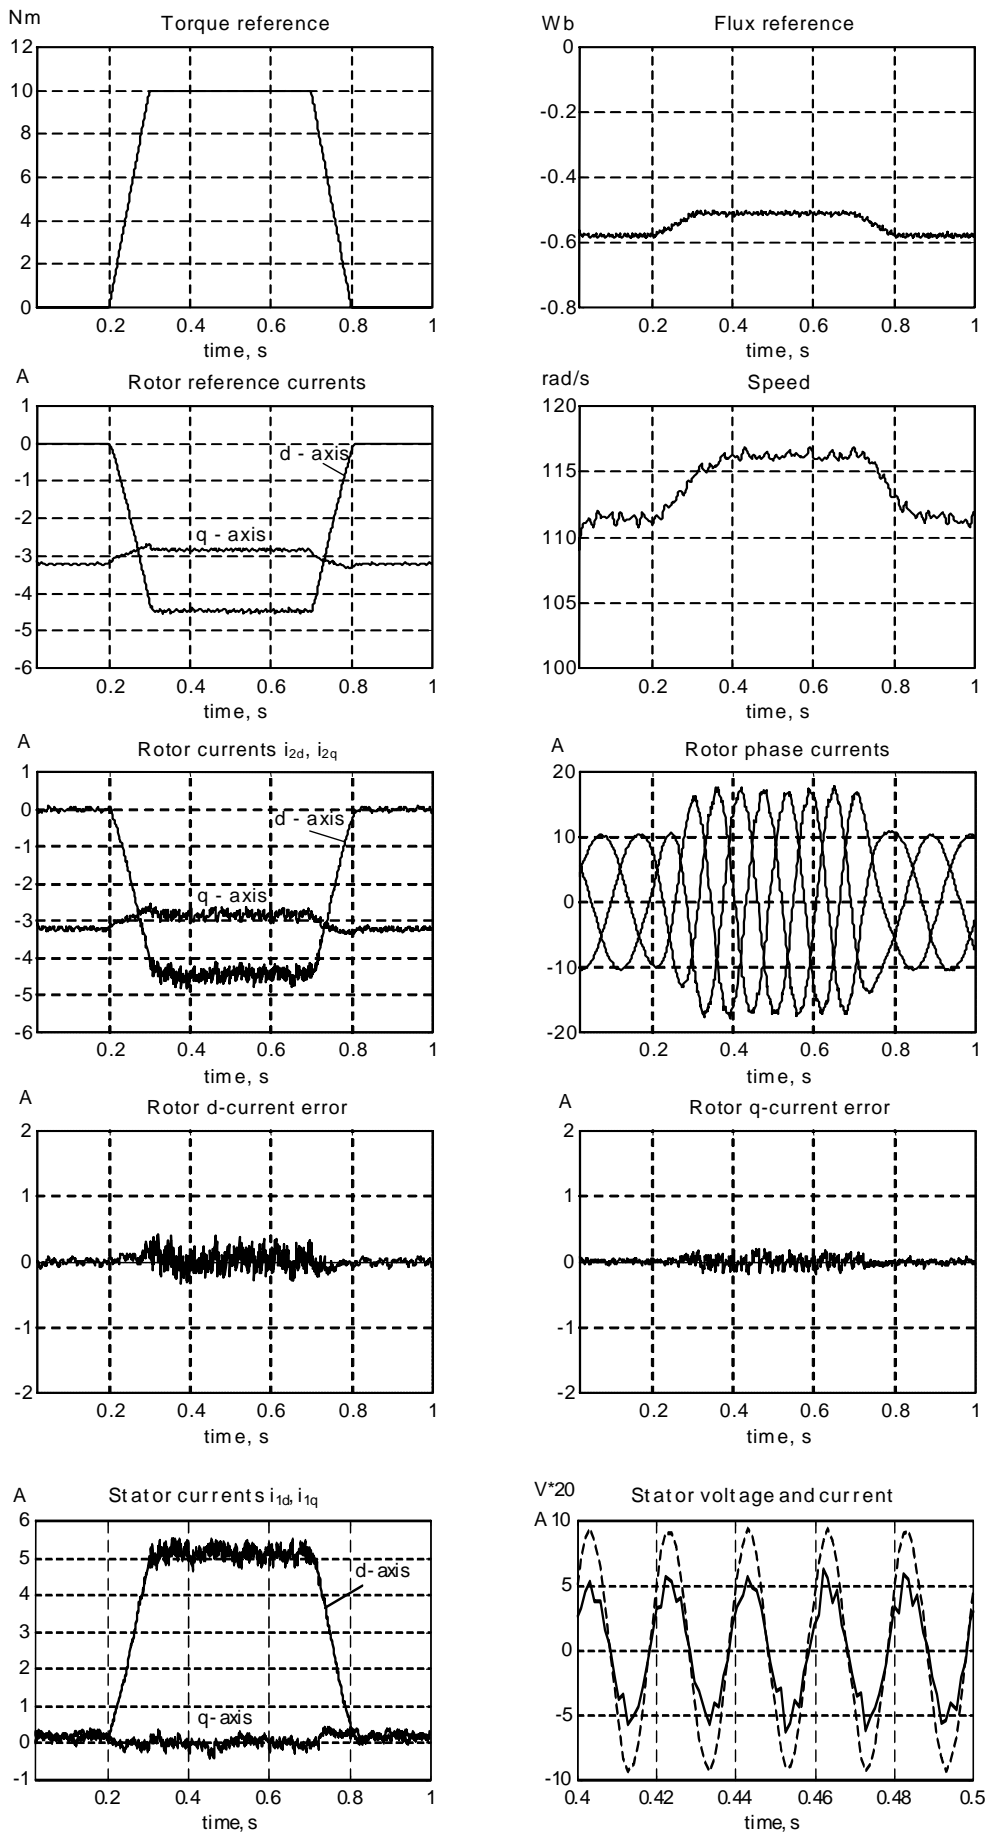 Nm
Torque reference
12
10
8
6
4
2
0
0.2 0.4 0.6 0.8 1
time, s
Wb
Flux reference
0
-0.2
-0.4
-0.6
-0.8
0.2 0.4 0.6 0.8 1
time, s
A
Rotor reference currents
1
0
-1
-2
-3
-4
-5
-6
d - axis
q - axis
0.2 0.4 0.6 0.8 1
time, s
rad/s
Speed
120
115
110
105
100
0.2 0.4 0.6 0.8 1
time, s
A
Rotor currents i2d, i2q
1
0
-1
-2
-3
-4
-5
-6
d - axis
q - axis
0.2 0.4 0.6 0.8 1
time, s
A
Rotor phase currents
20
10
0
-10
-20
0.2 0.4 0.6 0.8 1
time, s
A
Rotor d-current error
2
1
0
-1
-2
0.2 0.4 0.6 0.8 1
time, s
A
Rotor q-current error
2
1
0
-1
-2
0.2 0.4 0.6 0.8 1
time, s
A
Stator currents i1d, i1q
6
5
4
3
2
1
0
-1
d-axis
q-axis
0.2 0.4 0.6 0.8 1
time, s
V*20
Stator voltage and current
A 10
5
0
-5
-10
0.4 0.42 0.44 0.46 0.48 0.5
time, s